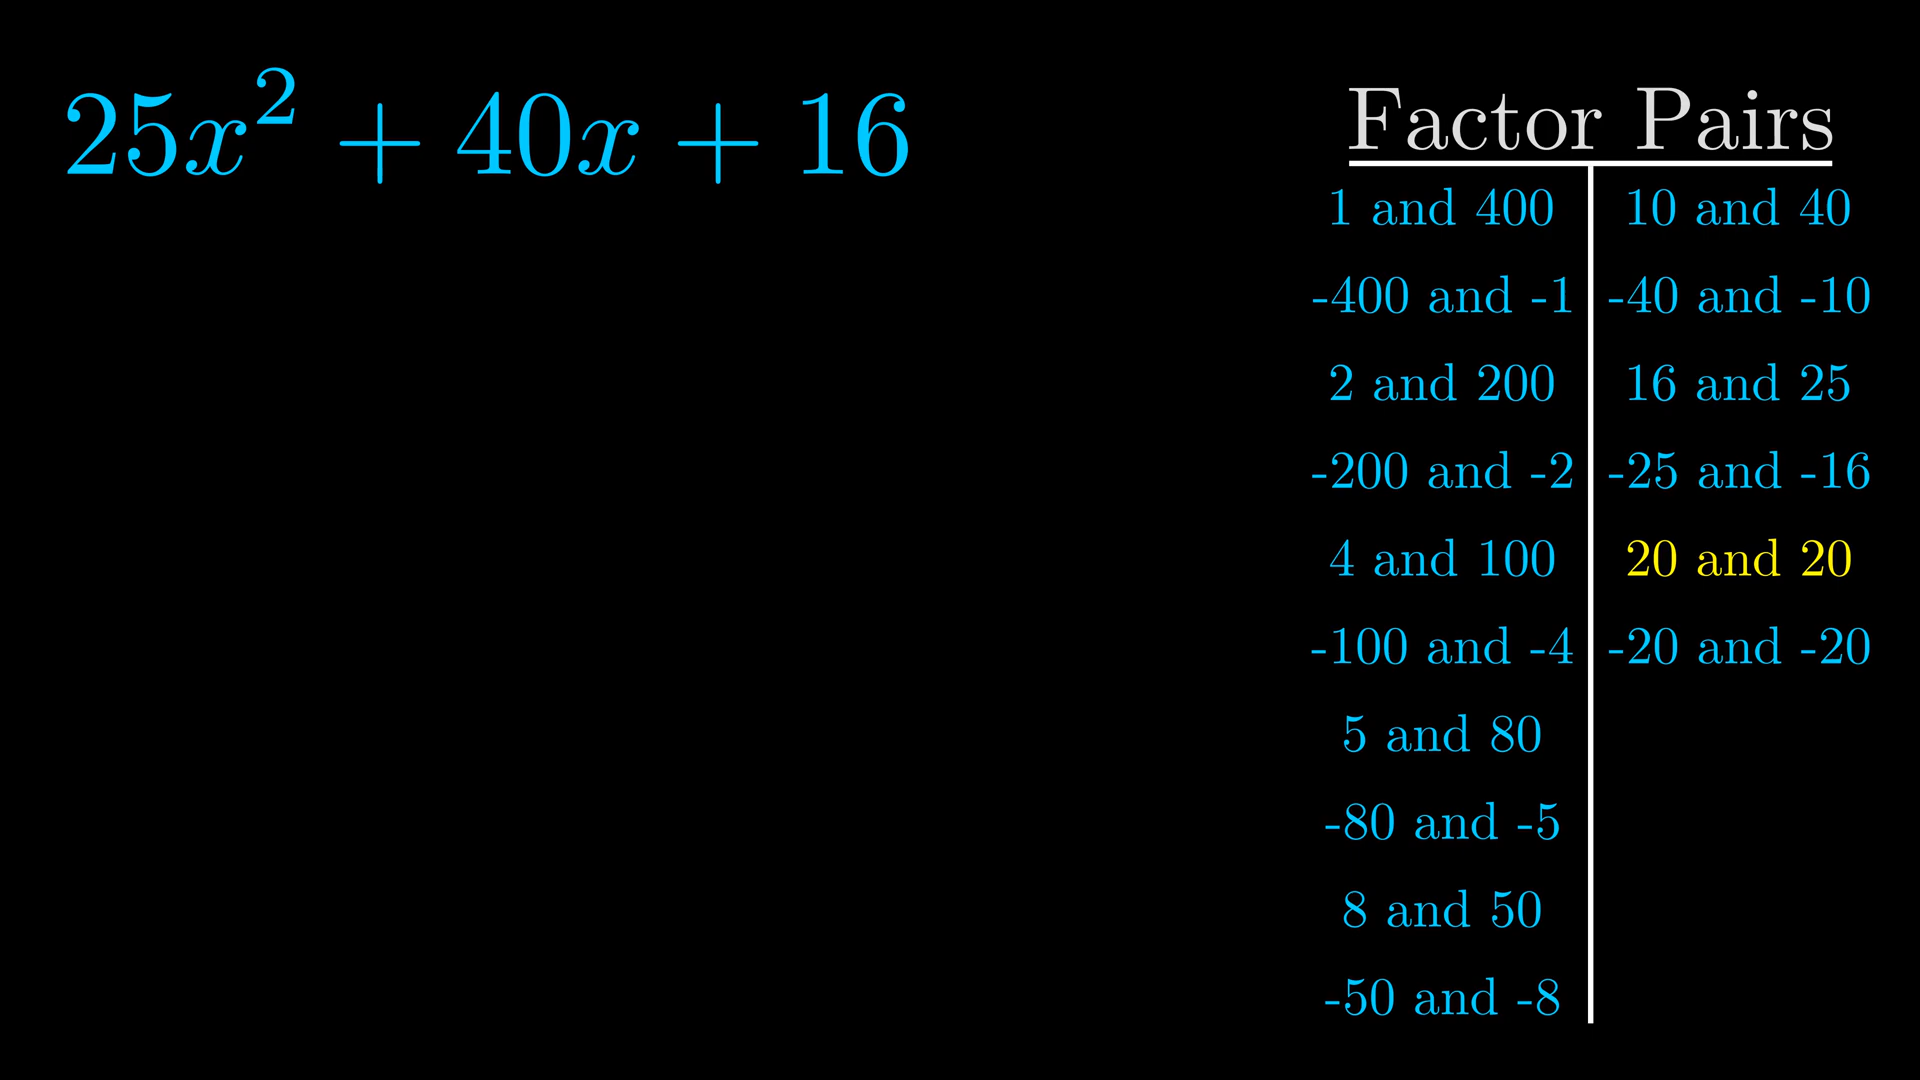 25x² + 40x + 16
Factor Pairs
1 and 400
-400 and -1
2 and 200
-200 and -2
4 and 100
-100 and -4
5 and 80
-80 and -5
8 and 50
-50 and -8
10 and 40
-40 and -10
16 and 25
-25 and -16
20 and 20
-20 and -20